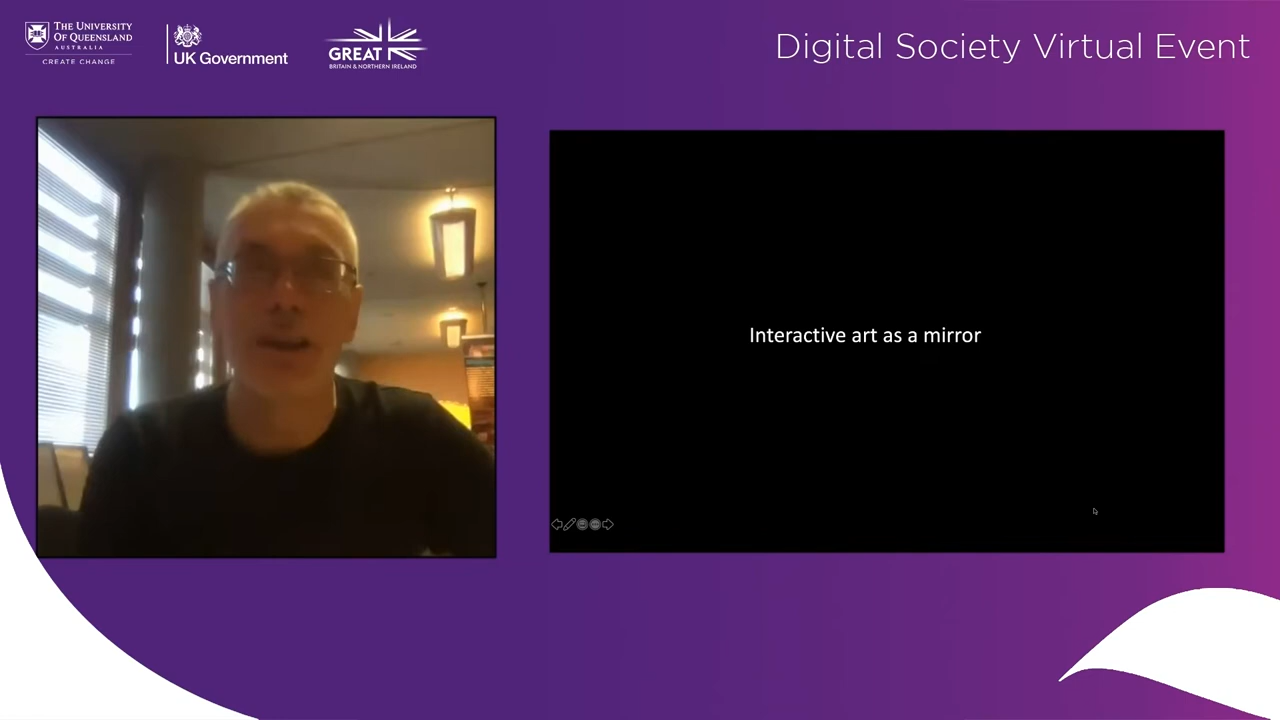 THE UNIVERSITY
OF QUEENSLAND
AUSTRALIA
CREATE CHANGE
UK Government
GREAT
BRITAIN & NORTHERN IRELAND
Digital Society Virtual Event
Interactive art as a mirror